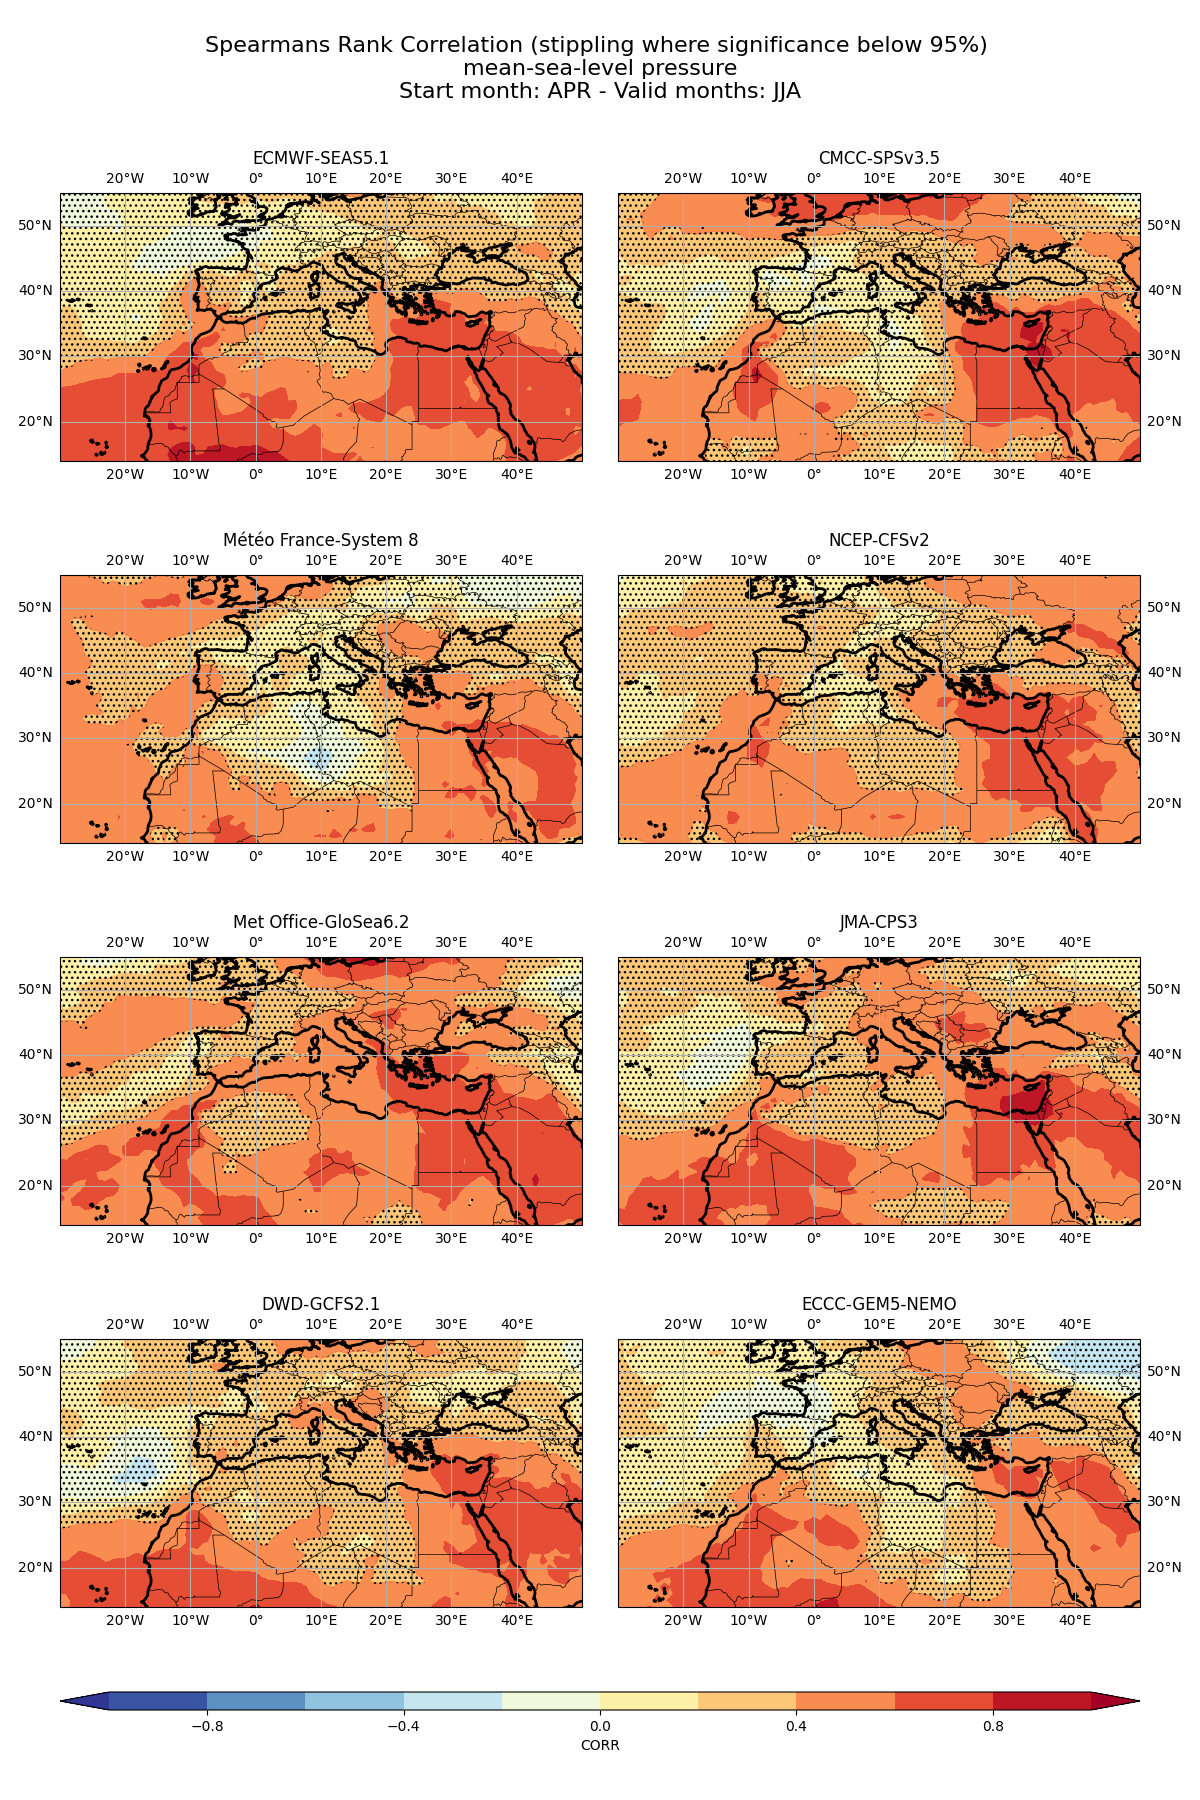 Spearmans Rank Correlation (stippling where significance below 95%)
mean-sea-level pressure
Start month: APR - Valid months: JJA
ECMWF-SEAS5.1
CMCC-SPSv3.5
20°W 10°W 0° 10°E 20°E 30°E 40°E
20°W 10°W 0° 10°E 20°E 30°E 40°E
50°N 50°N
40°N 40°N
30°N 30°N
20°N 20°N
20°W 10°W 0° 10°E 20°E 30°E 40°E
20°W 10°W 0° 10°E 20°E 30°E 40°E
Météo France-System 8
NCEP-CFSv2
20°W 10°W 0° 10°E 20°E 30°E 40°E
20°W 10°W 0° 10°E 20°E 30°E 40°E
50°N 50°N
40°N 40°N
30°N 30°N
20°N 20°N
20°W 10°W 0° 10°E 20°E 30°E 40°E
20°W 10°W 0° 10°E 20°E 30°E 40°E
Met Office-GloSea6.2
JMA-CPS3
20°W 10°W 0° 10°E 20°E 30°E 40°E
20°W 10°W 0° 10°E 20°E 30°E 40°E
50°N 50°N
40°N 40°N
30°N 30°N
20°N 20°N
20°W 10°W 0° 10°E 20°E 30°E 40°E
20°W 10°W 0° 10°E 20°E 30°E 40°E
DWD-GCFS2.1
ECCC-GEM5-NEMO
20°W 10°W 0° 10°E 20°E 30°E 40°E
20°W 10°W 0° 10°E 20°E 30°E 40°E
50°N 50°N
40°N 40°N
30°N 30°N
20°N 20°N
20°W 10°W 0° 10°E 20°E 30°E 40°E
20°W 10°W 0° 10°E 20°E 30°E 40°E
−0.8 −0.4 0.0 0.4 0.8
CORR